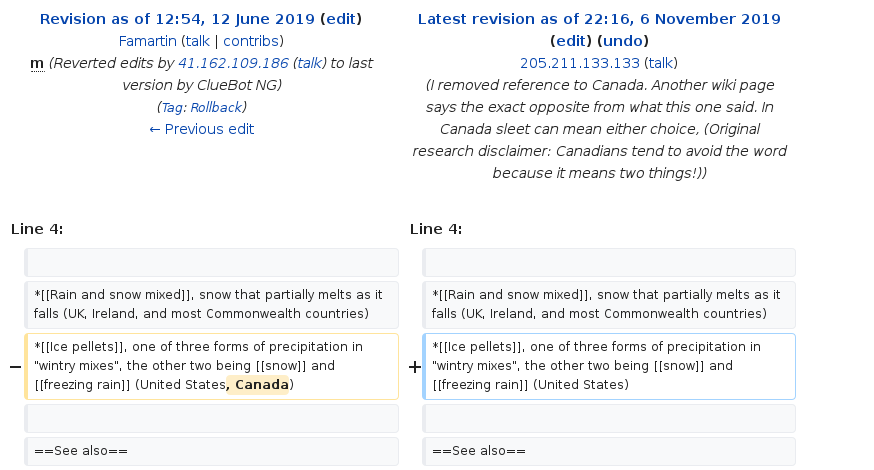 Revision as of 12:54, 12 June 2019 (edit)
Famartin (talk | contribs)
m (Reverted edits by 41.162.109.186 (talk) to last
version by ClueBot NG)
(Tag: Rollback)
← Previous edit
Latest revision as of 22:16, 6 November 2019
(edit) (undo)
205.211.133.133 (talk)
(I removed reference to Canada. Another wiki page
says the exact opposite from what this one said. In
Canada sleet can mean either choice, (Original
research disclaimer: Canadians tend to avoid the word
because it means two things!))
Line 4:
Line 4:
*[[Rain and snow mixed]], snow that partially melts as it
falls (UK, Ireland, and most Commonwealth countries)
*[[Rain and snow mixed]], snow that partially melts as it
falls (UK, Ireland, and most Commonwealth countries)
− *[[Ice pellets]], one of three forms of precipitation in
"wintry mixes", the other two being [[snow]] and
[[freezing rain]] (United States, Canada)
+ *[[Ice pellets]], one of three forms of precipitation in
"wintry mixes", the other two being [[snow]] and
[[freezing rain]] (United States)
==See also==
==See also==